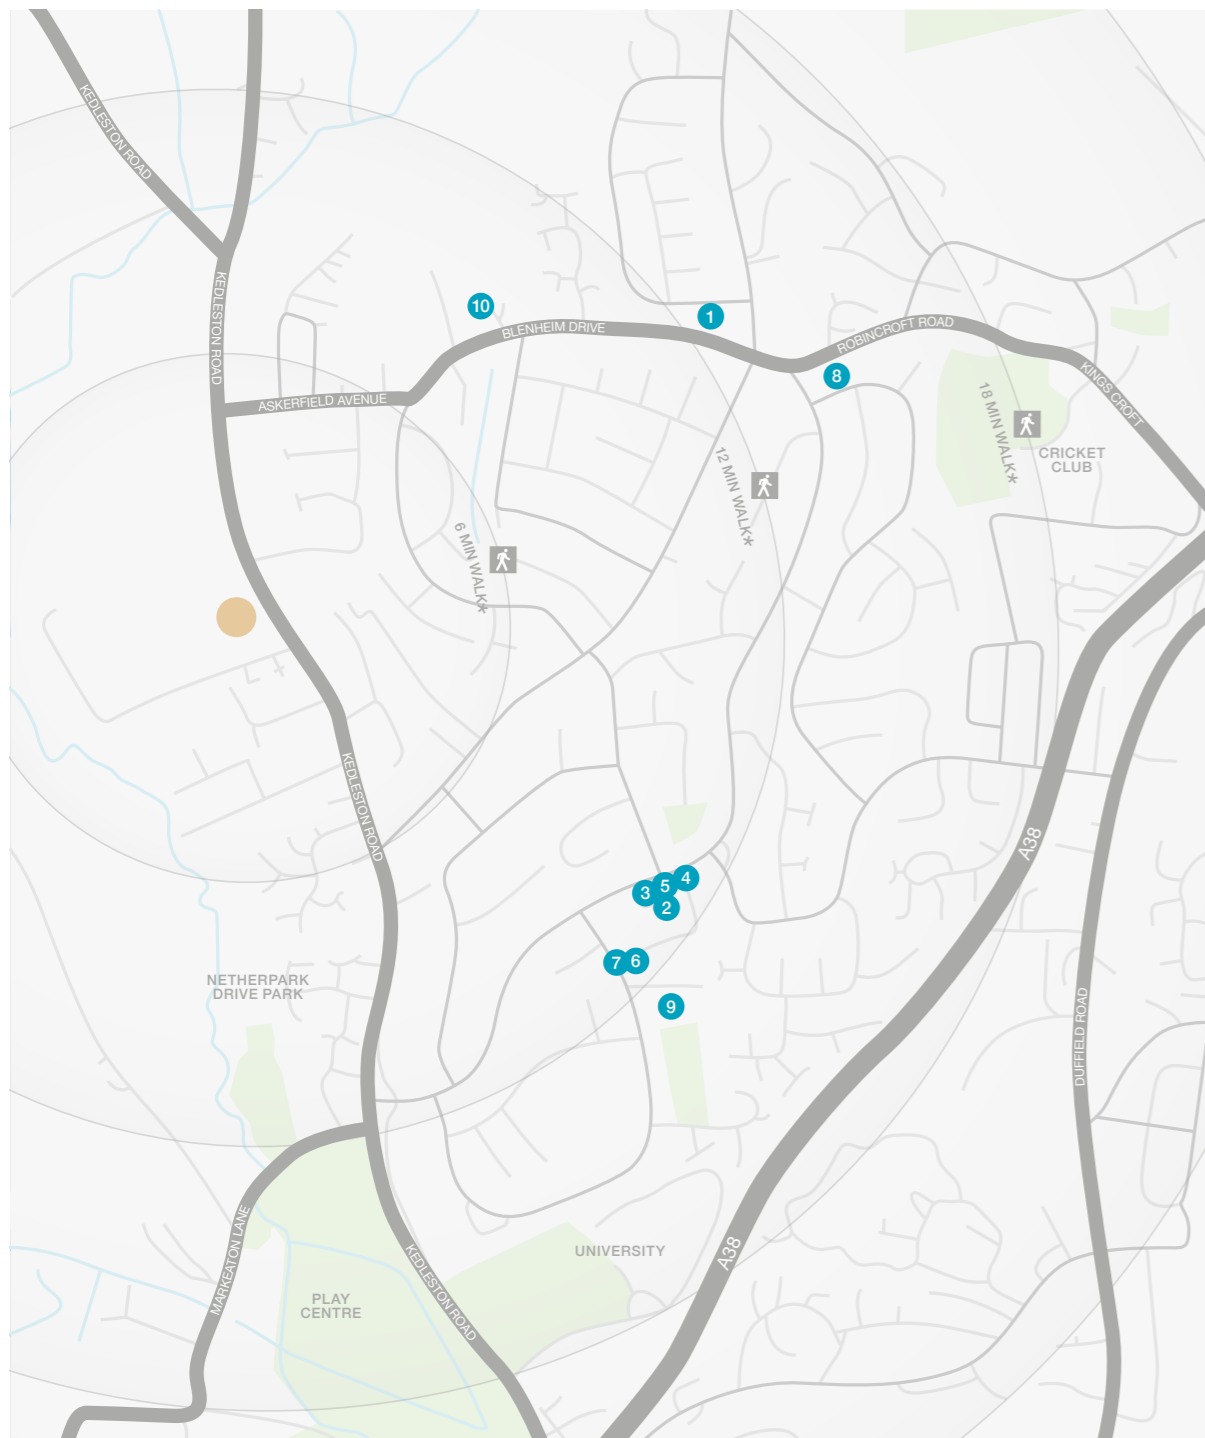 KEDLESTON ROAD
KEDLESTON ROAD
10
1
BLENHEIM DRIVE
ROBINCROFT ROAD
8
KINGS CROFT
ASKERFIELD AVENUE
18 MIN WALK*
CRICKET
CLUB
12 MIN WALK*
6 MIN WALK*
KEDLESTON ROAD
A38
4
5
3
2
7
6
9
NETHERPARK
DRIVE PARK
DUFFIELD ROAD
MARKEATON LANE
KEDLESTON ROAD
UNIVERSITY
A38
PLAY
CENTRE